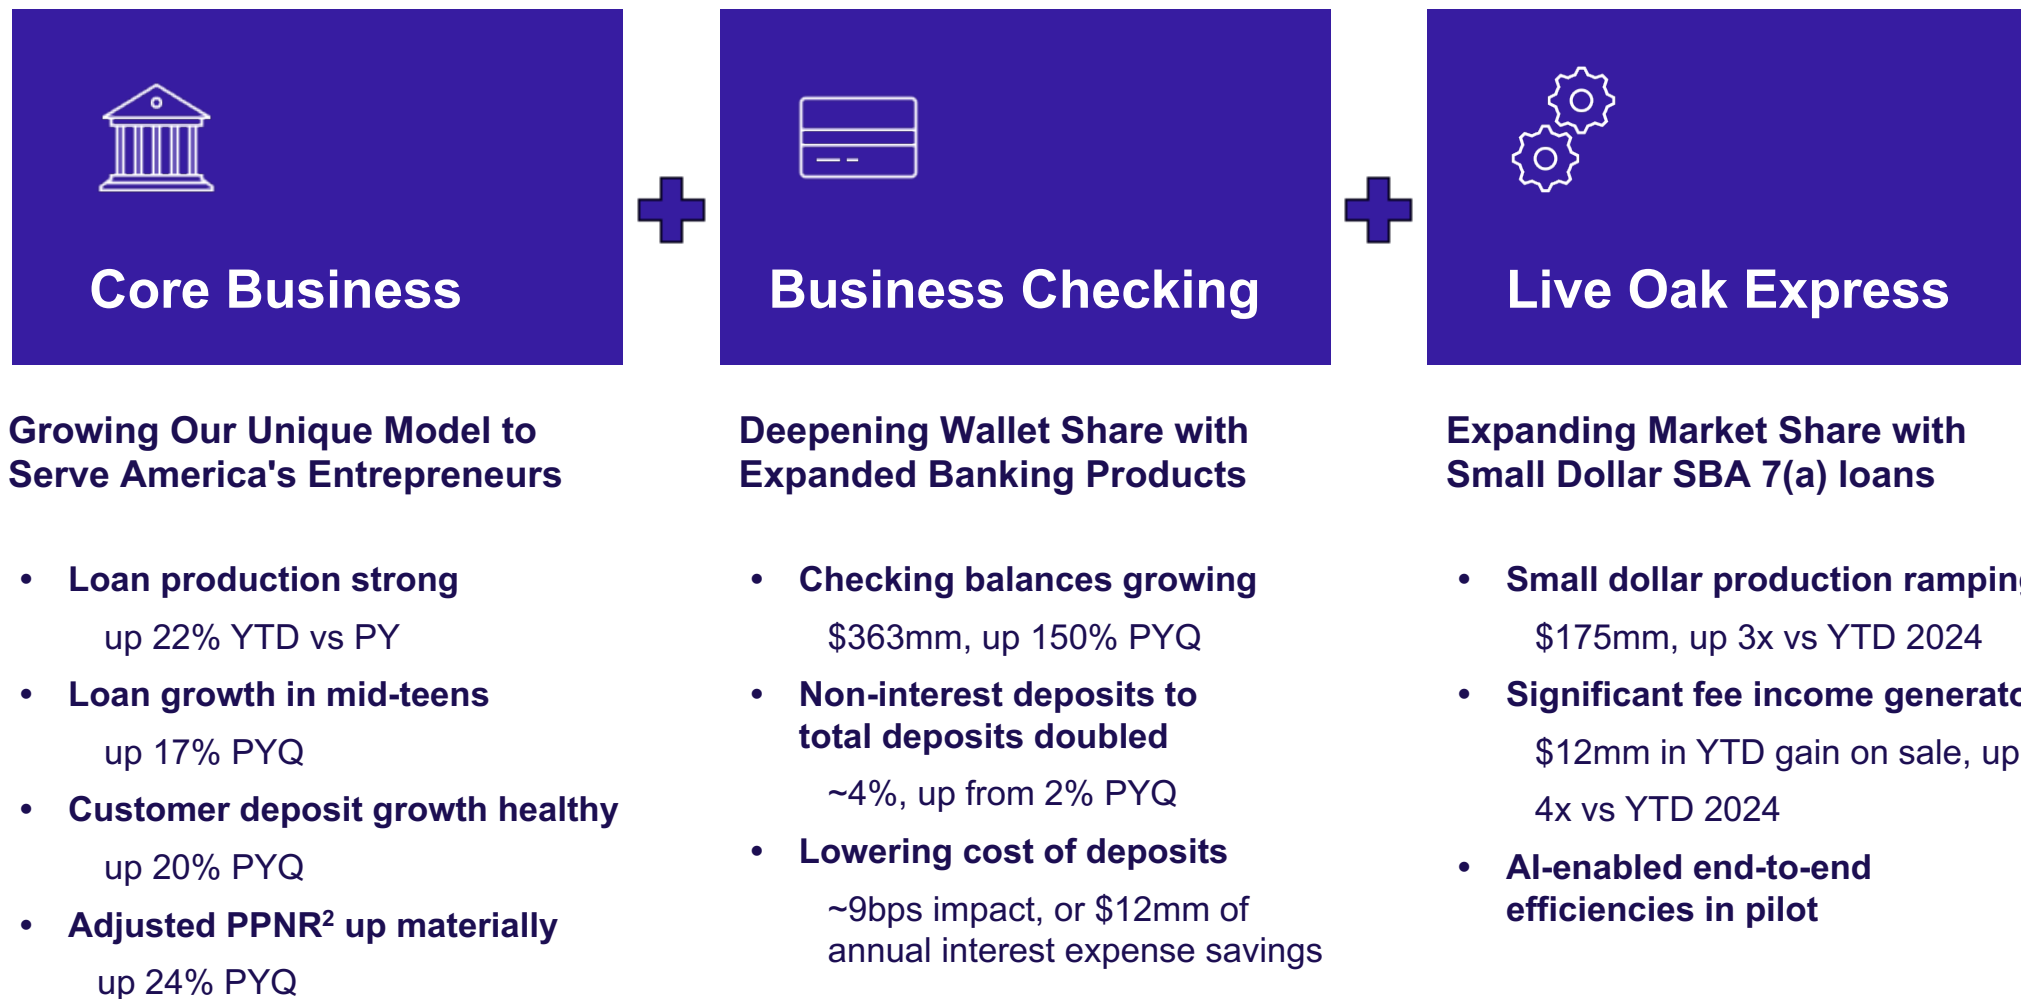 Core Business
Business Checking
Live Oak Express
Growing Our Unique Model to
Serve America's Entrepreneurs
• Loan production strong
up 22% YTD vs PY
• Loan growth in mid-teens
up 17% PYQ
• Customer deposit growth healthy
up 20% PYQ
• Adjusted PPNR² up materially
up 24% PYQ
Deepening Wallet Share with
Expanded Banking Products
• Checking balances growing
$363mm, up 150% PYQ
• Non-interest deposits to
total deposits doubled
~4%, up from 2% PYQ
• Lowering cost of deposits
~9bps impact, or $12mm of
annual interest expense savings
Expanding Market Share with
Small Dollar SBA 7(a) loans
• Small dollar production
$175mm, up 3x vs YTD 2024
• Significant fee income
$12mm in YTD gain on sale, up
4x vs YTD 2024
• AI-enabled end-to-end
efficiencies in pilot